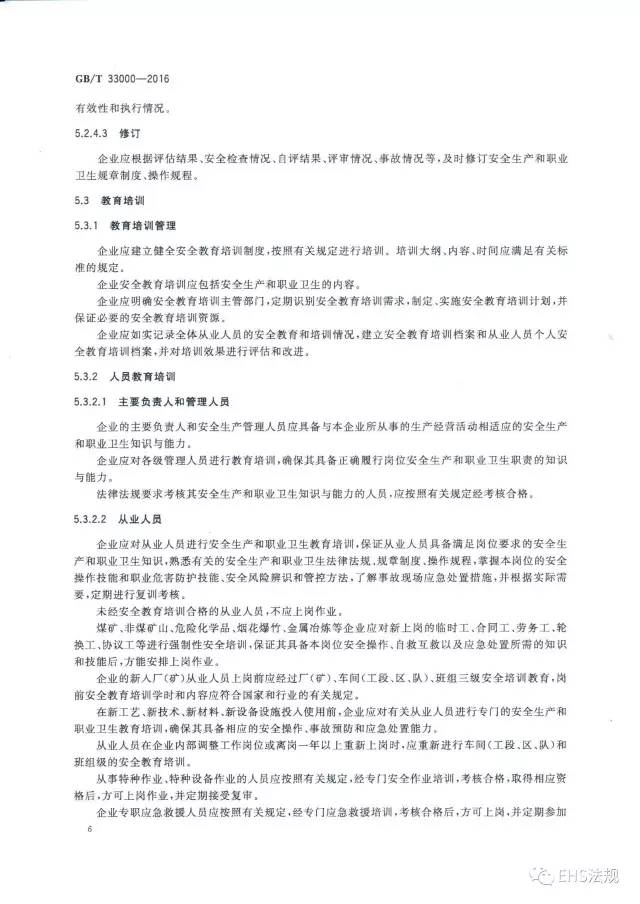 GB/T 33000—2016
有效性和执行情况。
5.2.4.3 修订
企业应根据评估结果、安全检查情况、自评结果、评审情况、事故情况等,及时修订安全生产和职业
卫生规章制度、操作规程。
5.3 教育培训
5.3.1 教育培训管理
企业应建立健全安全教育培训制度,按照有关规定进行培训。培训大纲、内容、时间应满足有关标
准的规定。
企业安全教育培训应包括安全生产和职业卫生的内容。
企业应明确安全教育培训主管部门,定期识别安全教育培训需求,制定、实施安全教育培训计划,并
保证必要的安全教育培训资源。
企业应如实记录全体从业人员的安全教育和培训情况,建立安全教育培训档案和从业人员个人安
全教育培训档案,并对培训效果进行评估和改进。
5.3.2 人员教育培训
5.3.2.1 主要负责人和管理人员
企业的主要负责人和安全生产管理人员应具备与本企业所从事的生产经营活动相适应的安全生产
和职业卫生知识与能力。
企业应对各级管理人员进行教育培训,确保其具备正确履行岗位安全生产和职业卫生职责的知识
与能力。
法律法规要求考核其安全生产和职业卫生知识与能力的人员,应按照有关规定经考核合格。
5.3.2.2 从业人员
企业应对从业人员进行安全生产和职业卫生教育培训,保证从业人员具备满足岗位要求的安全生
产和职业卫生知识,熟悉有关的安全生产和职业卫生法律法规、规章制度、操作规程,掌握本岗位的安全
操作技能和职业危害防护技能、安全风险辨识和管控方法,了解事故现场应急处置措施,并根据实际需
要,定期进行复训考核。
未经安全教育培训合格的从业人员,不应上岗作业。
煤矿、非煤矿山、危险化学品、烟花爆竹、金属冶炼等企业应对新上岗的临时工、合同工、劳务工、轮
换工、协议工等进行强制性安全培训,保证其具备本岗位安全操作、自救互救以及应急处置所需的知识
和技能后,方能安排上岗作业。
企业的新入厂(矿)从业人员上岗前应经过厂(矿)、车间(工段、区、队)、班组三级安全培训教育,岗
前安全教育培训学时和内容应符合国家和行业的有关规定。
在新工艺、新技术、新材料、新设备设施投入使用前,企业应对有关从业人员进行专门的安全生产和
职业卫生教育培训,确保其具备相应的安全操作、事故预防和应急处置能力。
从业人员在企业内部调整工作岗位或离岗一年以上重新上岗时,应重新进行车间(工段、区、队)和
班组级的安全教育培训。
从事特种作业、特种设备作业的人员应按照有关规定,经专门安全作业培训,考核合格,取得相应资
格后,方可上岗作业,并定期接受复审。
企业专职应急救援人员应按照有关规定,经专门应急救援培训,考核合格后,方可上岗,并定期参加
6
EHS法规